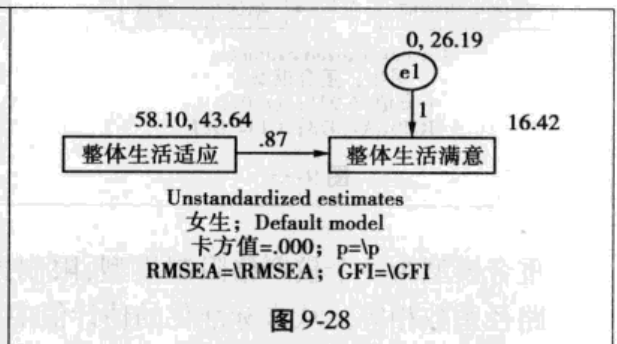 0, 26.19
e1
1
58.10, 43.64
16.42
.87
整体生活适应
整体生活满意
Unstandardized estimates
女生；Default model
卡方值=.000；p=\p
RMSEA=\RMSEA；GFI=\GFI
图 9-28